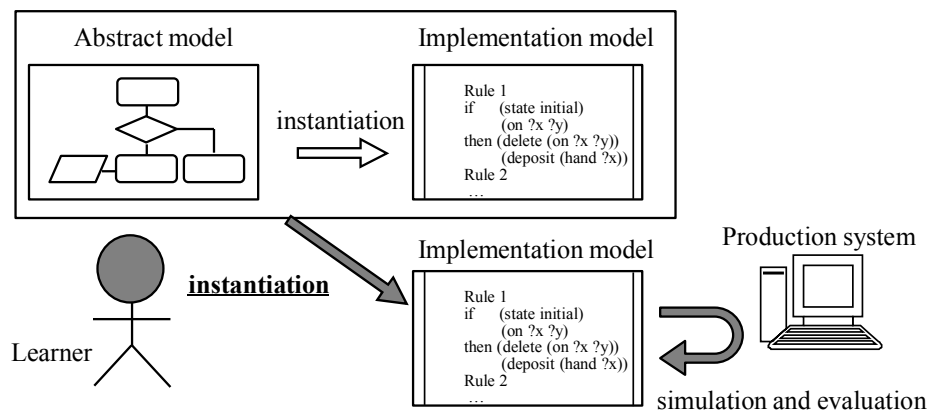 Abstract model
Implementation model
Rule 1
if (state initial)
(on ?x ?y)
then (delete (on ?x ?y))
(deposit (hand ?x))
Rule 2
...
instantiation
Implementation model
Production system
instantiation
Rule 1
if (state initial)
(on ?x ?y)
then (delete (on ?x ?y))
(deposit (hand ?x))
Rule 2
...
Learner
simulation and evaluation